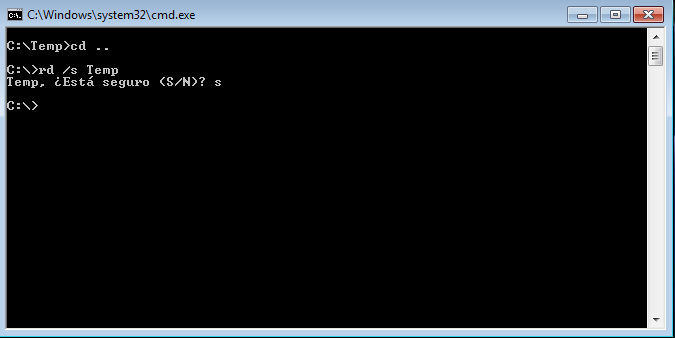 C:\Windows\system32\cmd.exe
C:\Temp>cd ..
C:\>rd /s Temp
Temp, ¿Está seguro (S/N)? s
C:\>